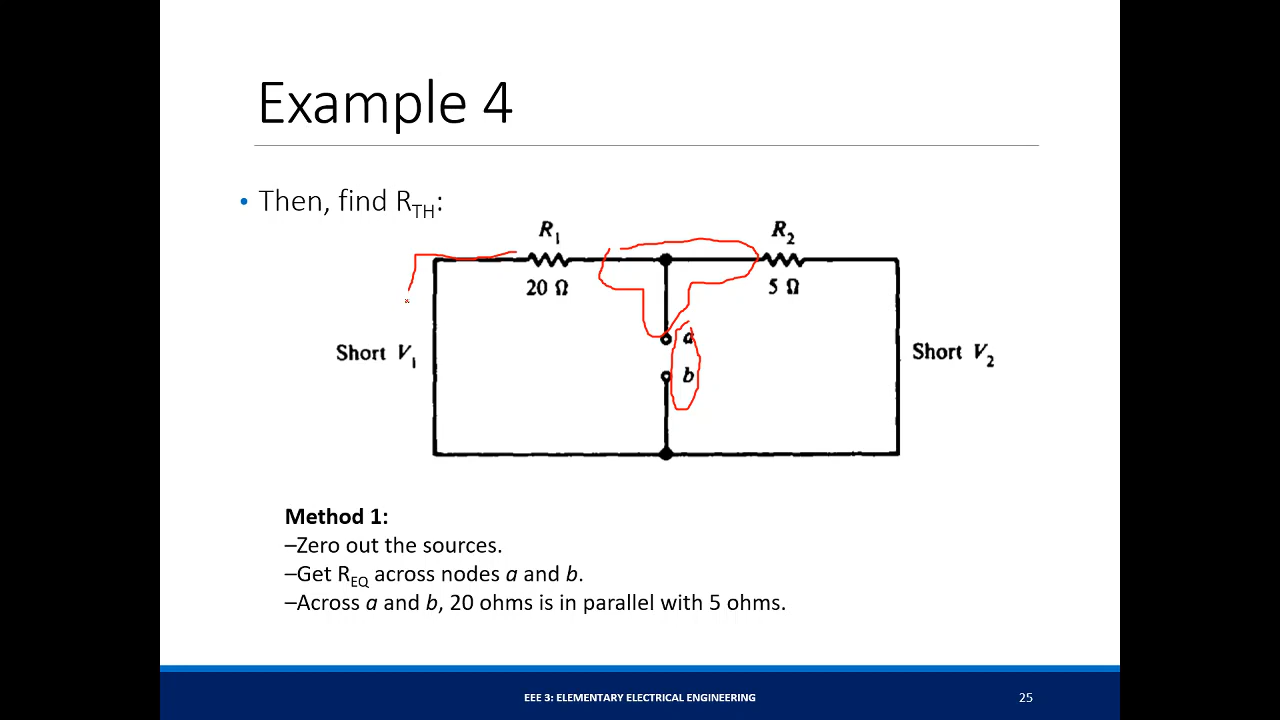 Example 4
• Then, find RTH:
R1
R2
20 Ω
5 Ω
a
Short V1
Short V2
b
Method 1:
–Zero out the sources.
–Get REQ across nodes a and b.
–Across a and b, 20 ohms is in parallel with 5 ohms.
EEE 3: ELEMENTARY ELECTRICAL ENGINEERING
25